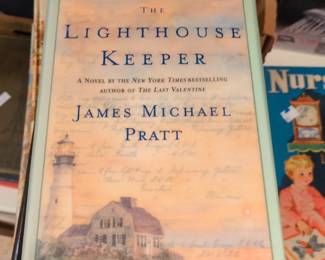 THE
LIGHTHOUSE
KEEPER
A NOVEL BY THE NEW YORK TIMES BESTSELLING
AUTHOR OF THE LAST VALENTINE
JAMES MICHAEL
PRATT
Nurs